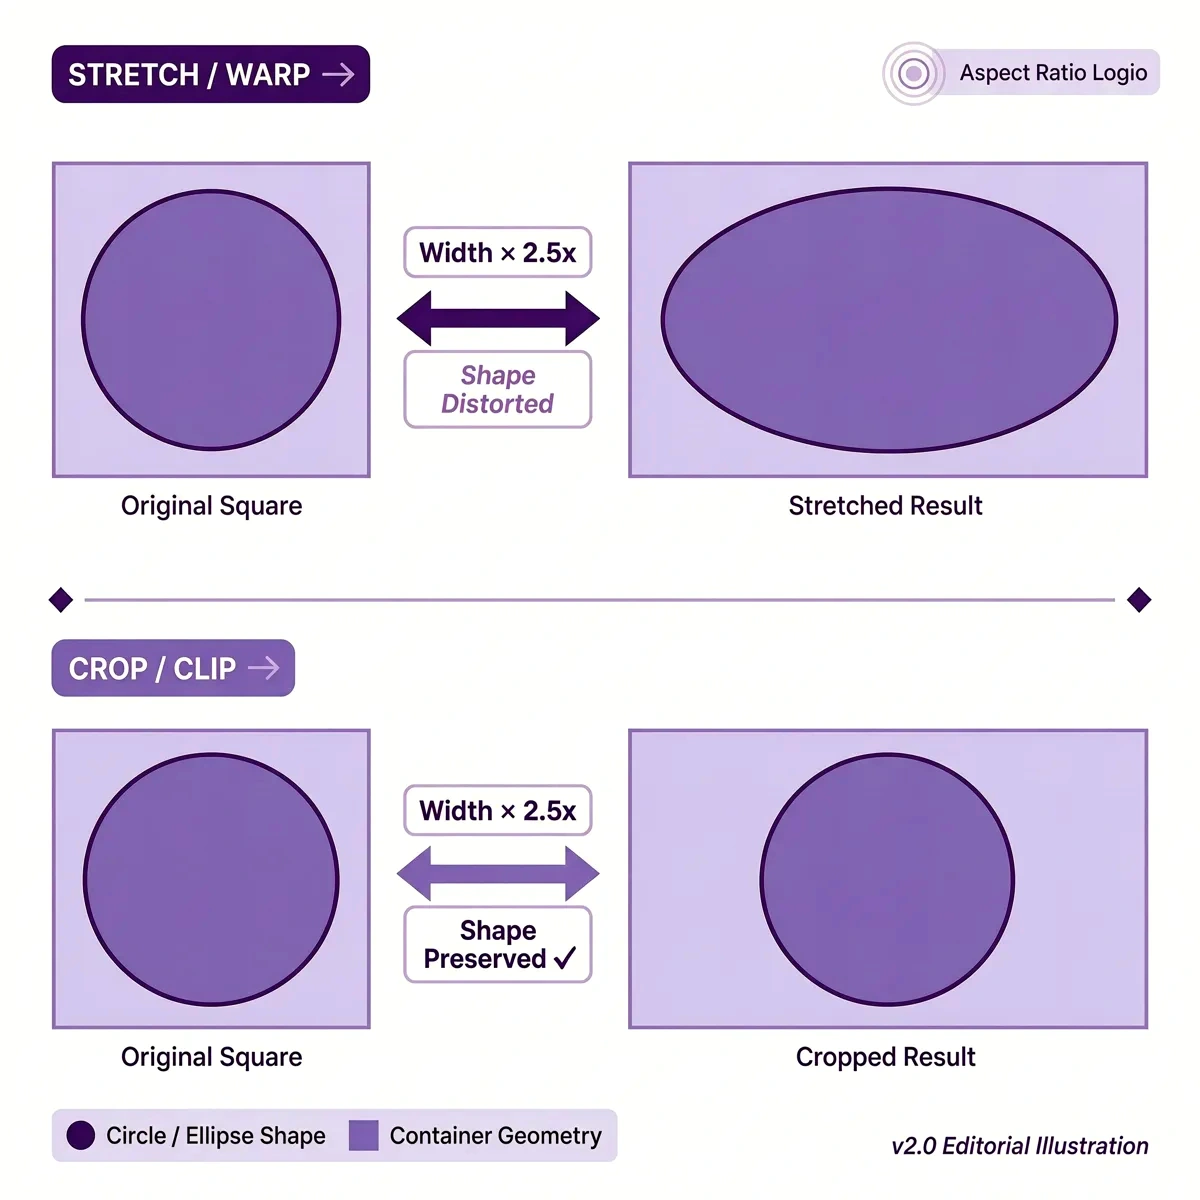 STRETCH / WARP →
Aspect Ratio Logio
Width × 2.5x
Shape
Distorted
Original Square
Stretched Result
CROP / CLIP →
Width × 2.5x
Shape
Preserved ✓
Original Square
Cropped Result
Circle / Ellipse Shape
Container Geometry
v2.0 Editorial Illustration